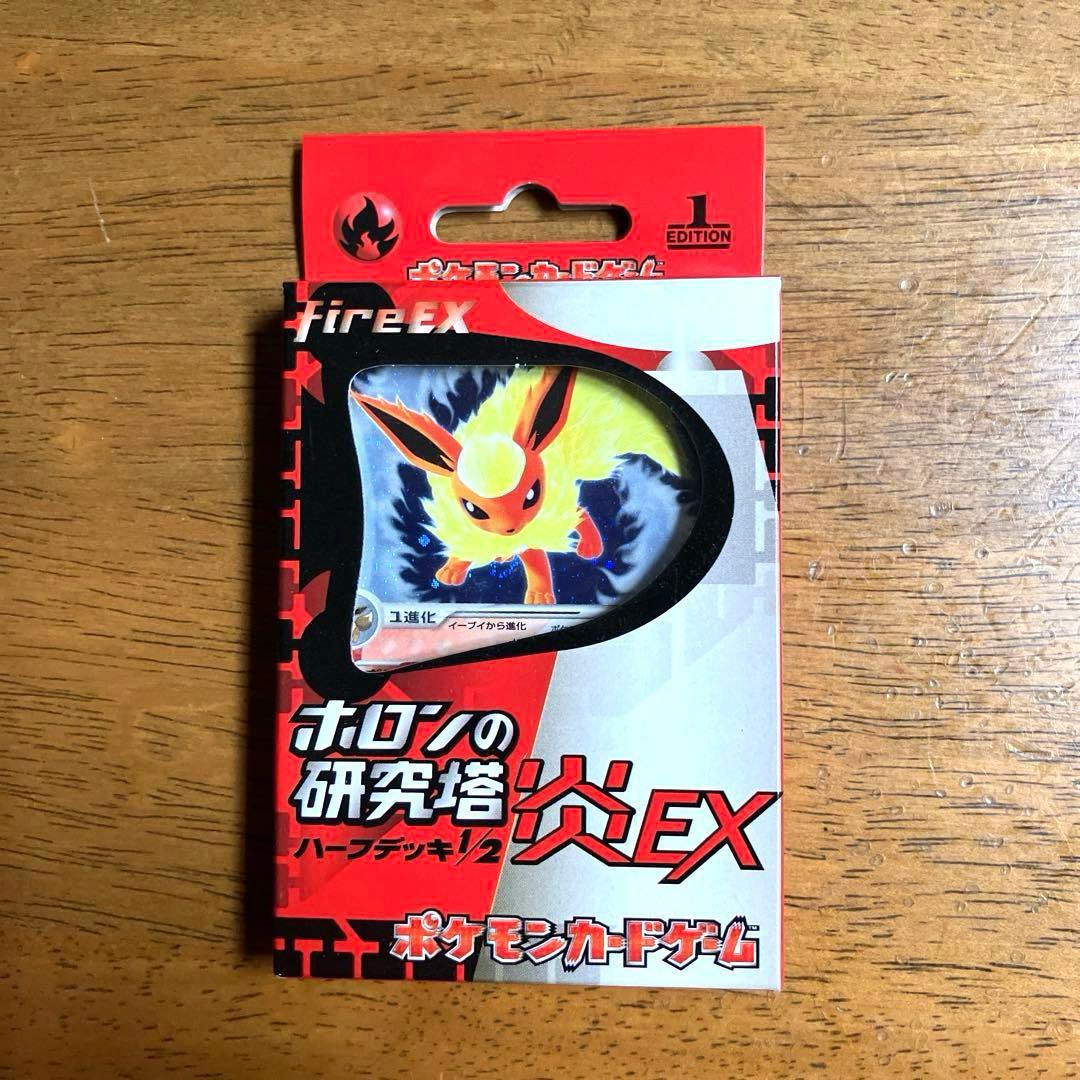 1
EDITION
ポケモンカードゲーム
fire EX
1進化
イーブイから進化
ホロンの
研究塔
ハーフデッキ1/2
炎EX
ポケモンカードゲーム